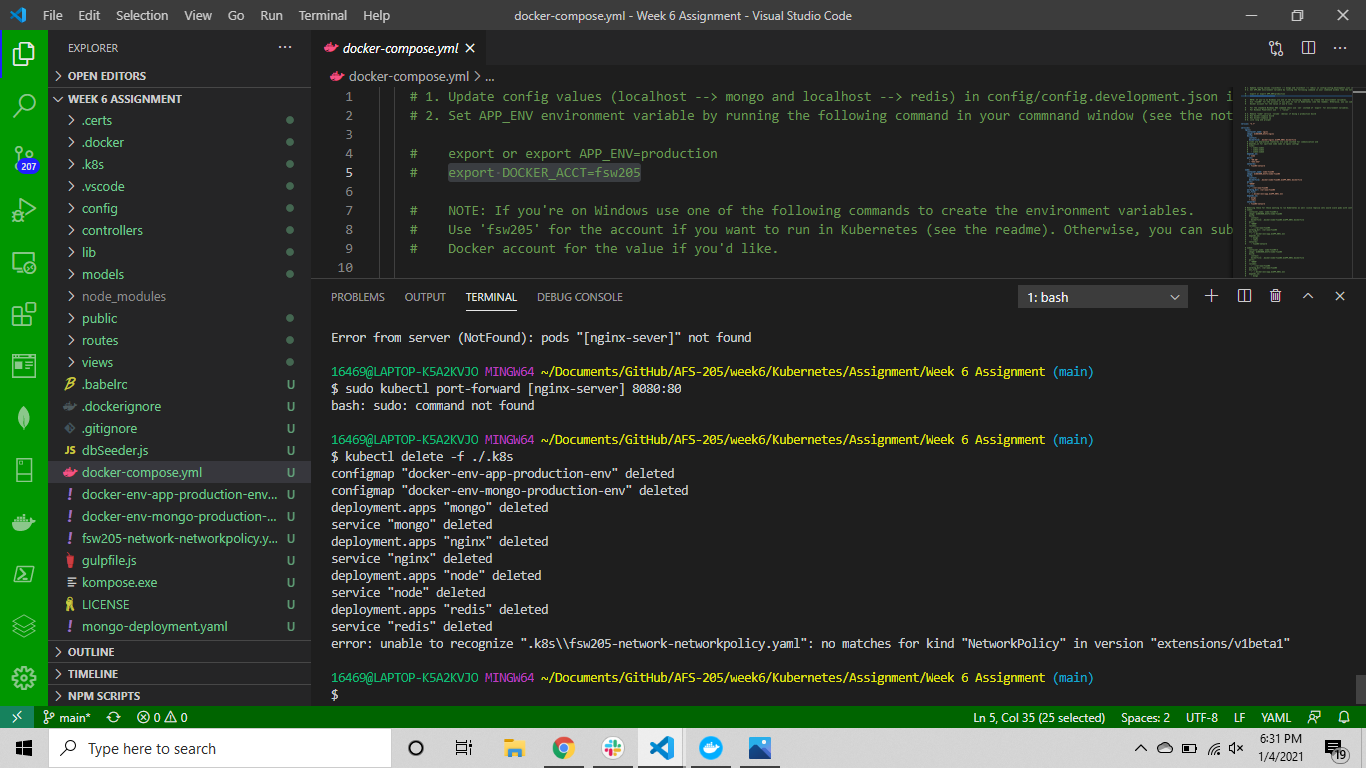 File Edit Selection View Go Run Terminal Help
docker-compose.yml - Week 6 Assignment - Visual Studio Code
EXPLORER
OPEN EDITORS
WEEK 6 ASSIGNMENT
.certs
.docker
.k8s
.vscode
config
controllers
lib
models
node_modules
public
routes
views
.babelrc U
.dockerignore U
.gitignore U
JS dbSeeder.js U
docker-compose.yml U
! docker-env-app-production-env... U
! docker-env-mongo-production-... U
! fsw205-network-networkpolicy.y... U
gulpfile.js U
kompose.exe U
LICENSE U
! mongo-deployment.yaml U
OUTLINE
TIMELINE
NPM SCRIPTS
207
docker-compose.yml
docker-compose.yml > ...
1 # 1. Update config values (localhost --> mongo and localhost --> redis) in config/config.development.json i
2 # 2. Set APP_ENV environment variable by running the following command in your commnand window (see the not
3
4 # export or export APP_ENV=production
5 # export DOCKER_ACCT=fsw205
6
7 # NOTE: If you're on Windows use one of the following commands to create the environment variables.
8 # Use 'fsw205' for the account if you want to run in Kubernetes (see the readme). Otherwise, you can sub
9 # Docker account for the value if you'd like.
10
PROBLEMS OUTPUT TERMINAL DEBUG CONSOLE
1: bash
Error from server (NotFound): pods "[nginx-sever]" not found
16469@LAPTOP-K5A2KVJO MINGW64 ~/Documents/GitHub/AFS-205/week6/Kubernetes/Assignment/Week 6 Assignment (main)
$ sudo kubectl port-forward [nginx-server] 8080:80
bash: sudo: command not found
16469@LAPTOP-K5A2KVJO MINGW64 ~/Documents/GitHub/AFS-205/week6/Kubernetes/Assignment/Week 6 Assignment (main)
$ kubectl delete -f ./.k8s
configmap "docker-env-app-production-env" deleted
configmap "docker-env-mongo-production-env" deleted
deployment.apps "mongo" deleted
service "mongo" deleted
deployment.apps "nginx" deleted
service "nginx" deleted
deployment.apps "node" deleted
service "node" deleted
deployment.apps "redis" deleted
service "redis" deleted
error: unable to recognize ".k8s\\fsw205-network-networkpolicy.yaml": no matches for kind "NetworkPolicy" in version "extensions/v1beta1"
16469@LAPTOP-K5A2KVJO MINGW64 ~/Documents/GitHub/AFS-205/week6/Kubernetes/Assignment/Week 6 Assignment (main)
$
main* 0 0
Ln 5, Col 35 (25 selected) Spaces: 2 UTF-8 LF YAML
Type here to search
6:31 PM
1/4/2021
19